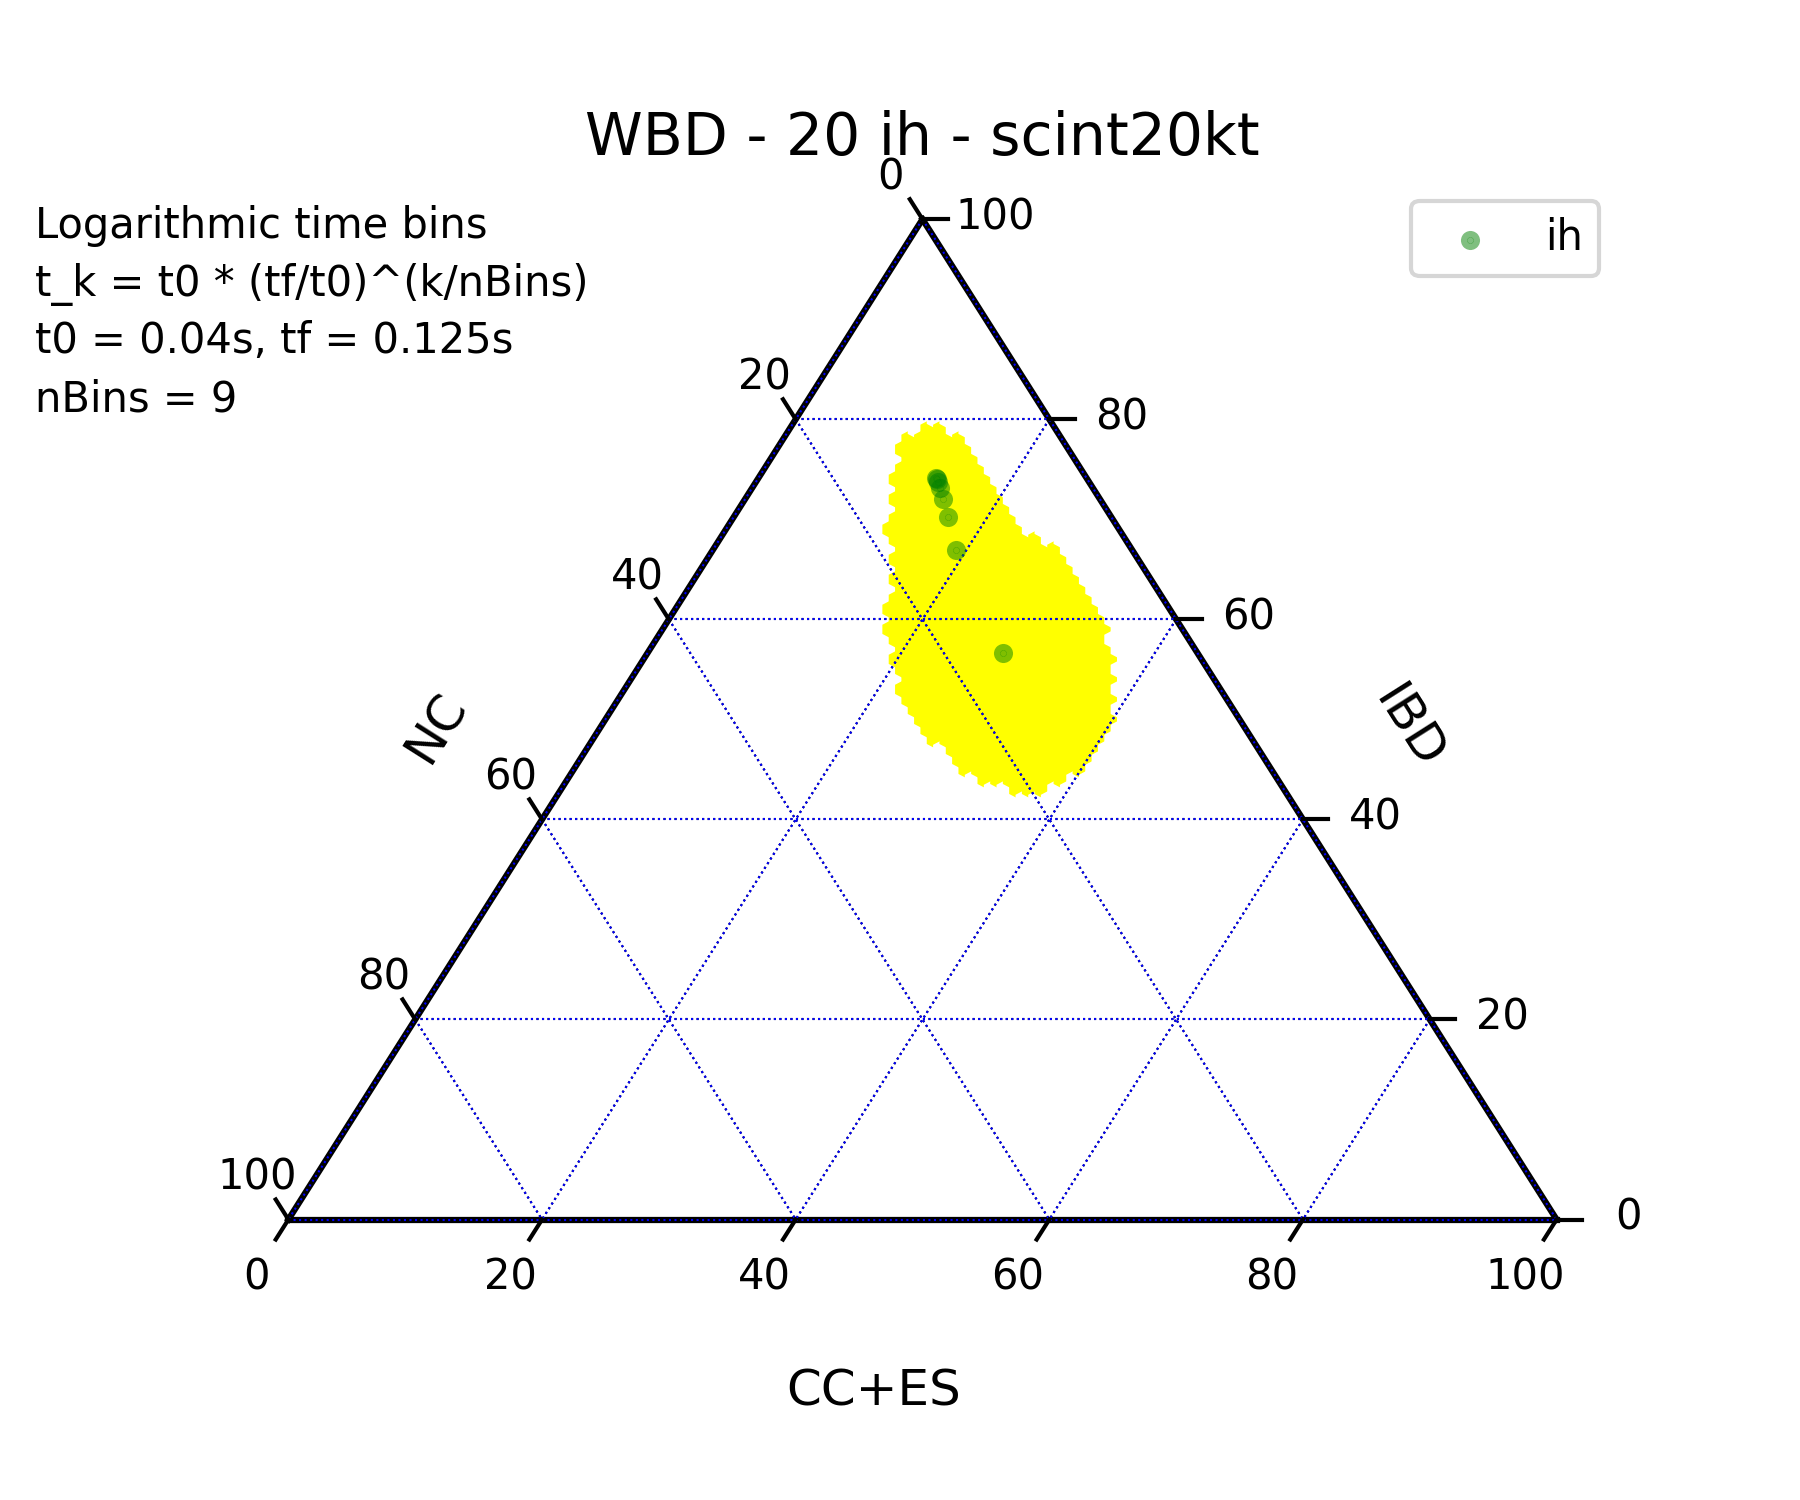 WBD - 20 ih - scint20kt
Logarithmic time bins
t_k = t0 * (tf/t0)^(k/nBins)
t0 = 0.04s, tf = 0.125s
nBins = 9
ih
0
100
20
80
40
60
NC
IBD
60
40
80
20
100
0
0
20
40
60
80
100
CC+ES